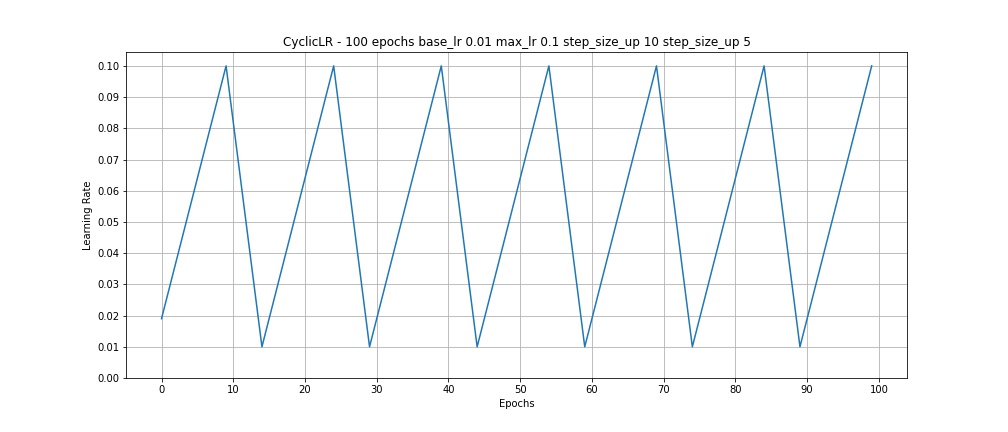 CyclicLR - 100 epochs base_lr 0.01 max_lr 0.1 step_size_up 10 step_size_up 5
0.10
0.09
0.08
0.07
0.06
0.05
0.04
0.03
0.02
0.01
0.00
Learning Rate
0 10 20 30 40 50 60 70 80 90 100
Epochs